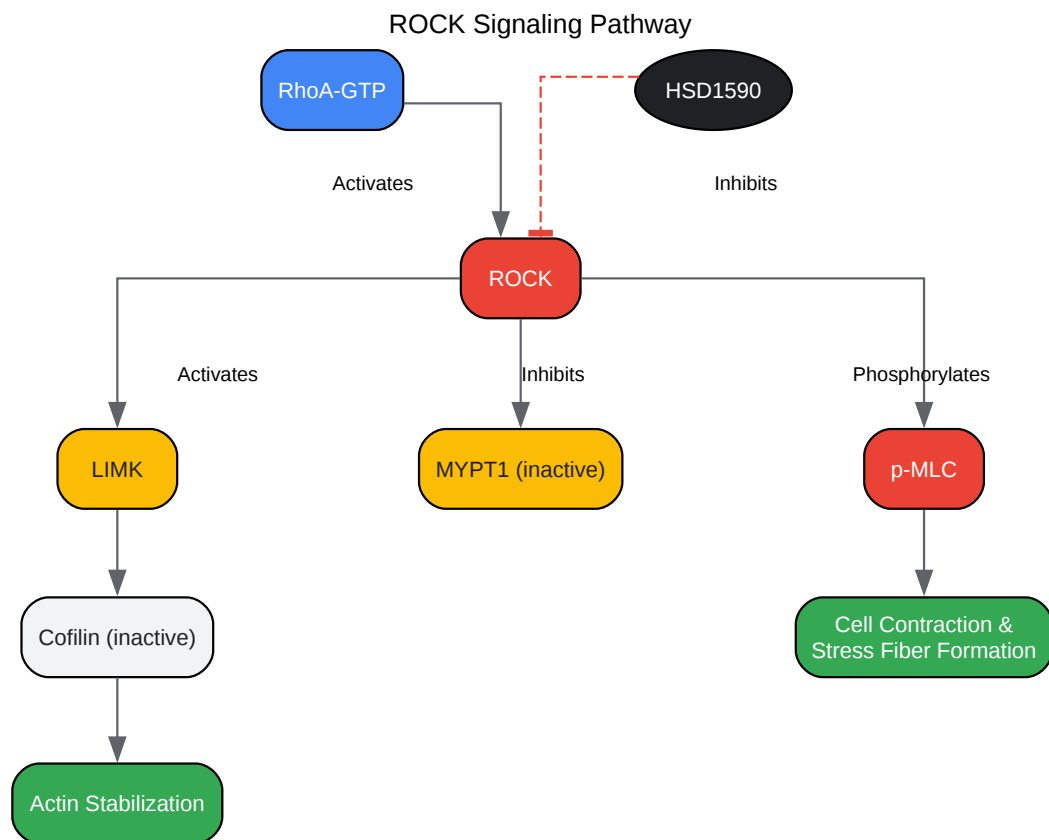 ROCK Signaling Pathway
RhoA-GTP
HSD1590
Activates
Inhibits
ROCK
Activates
Inhibits
Phosphorylates
LIMK
MYPT1 (inactive)
p-MLC
Cofilin (inactive)
Cell Contraction &
Stress Fiber Formation
Actin Stabilization